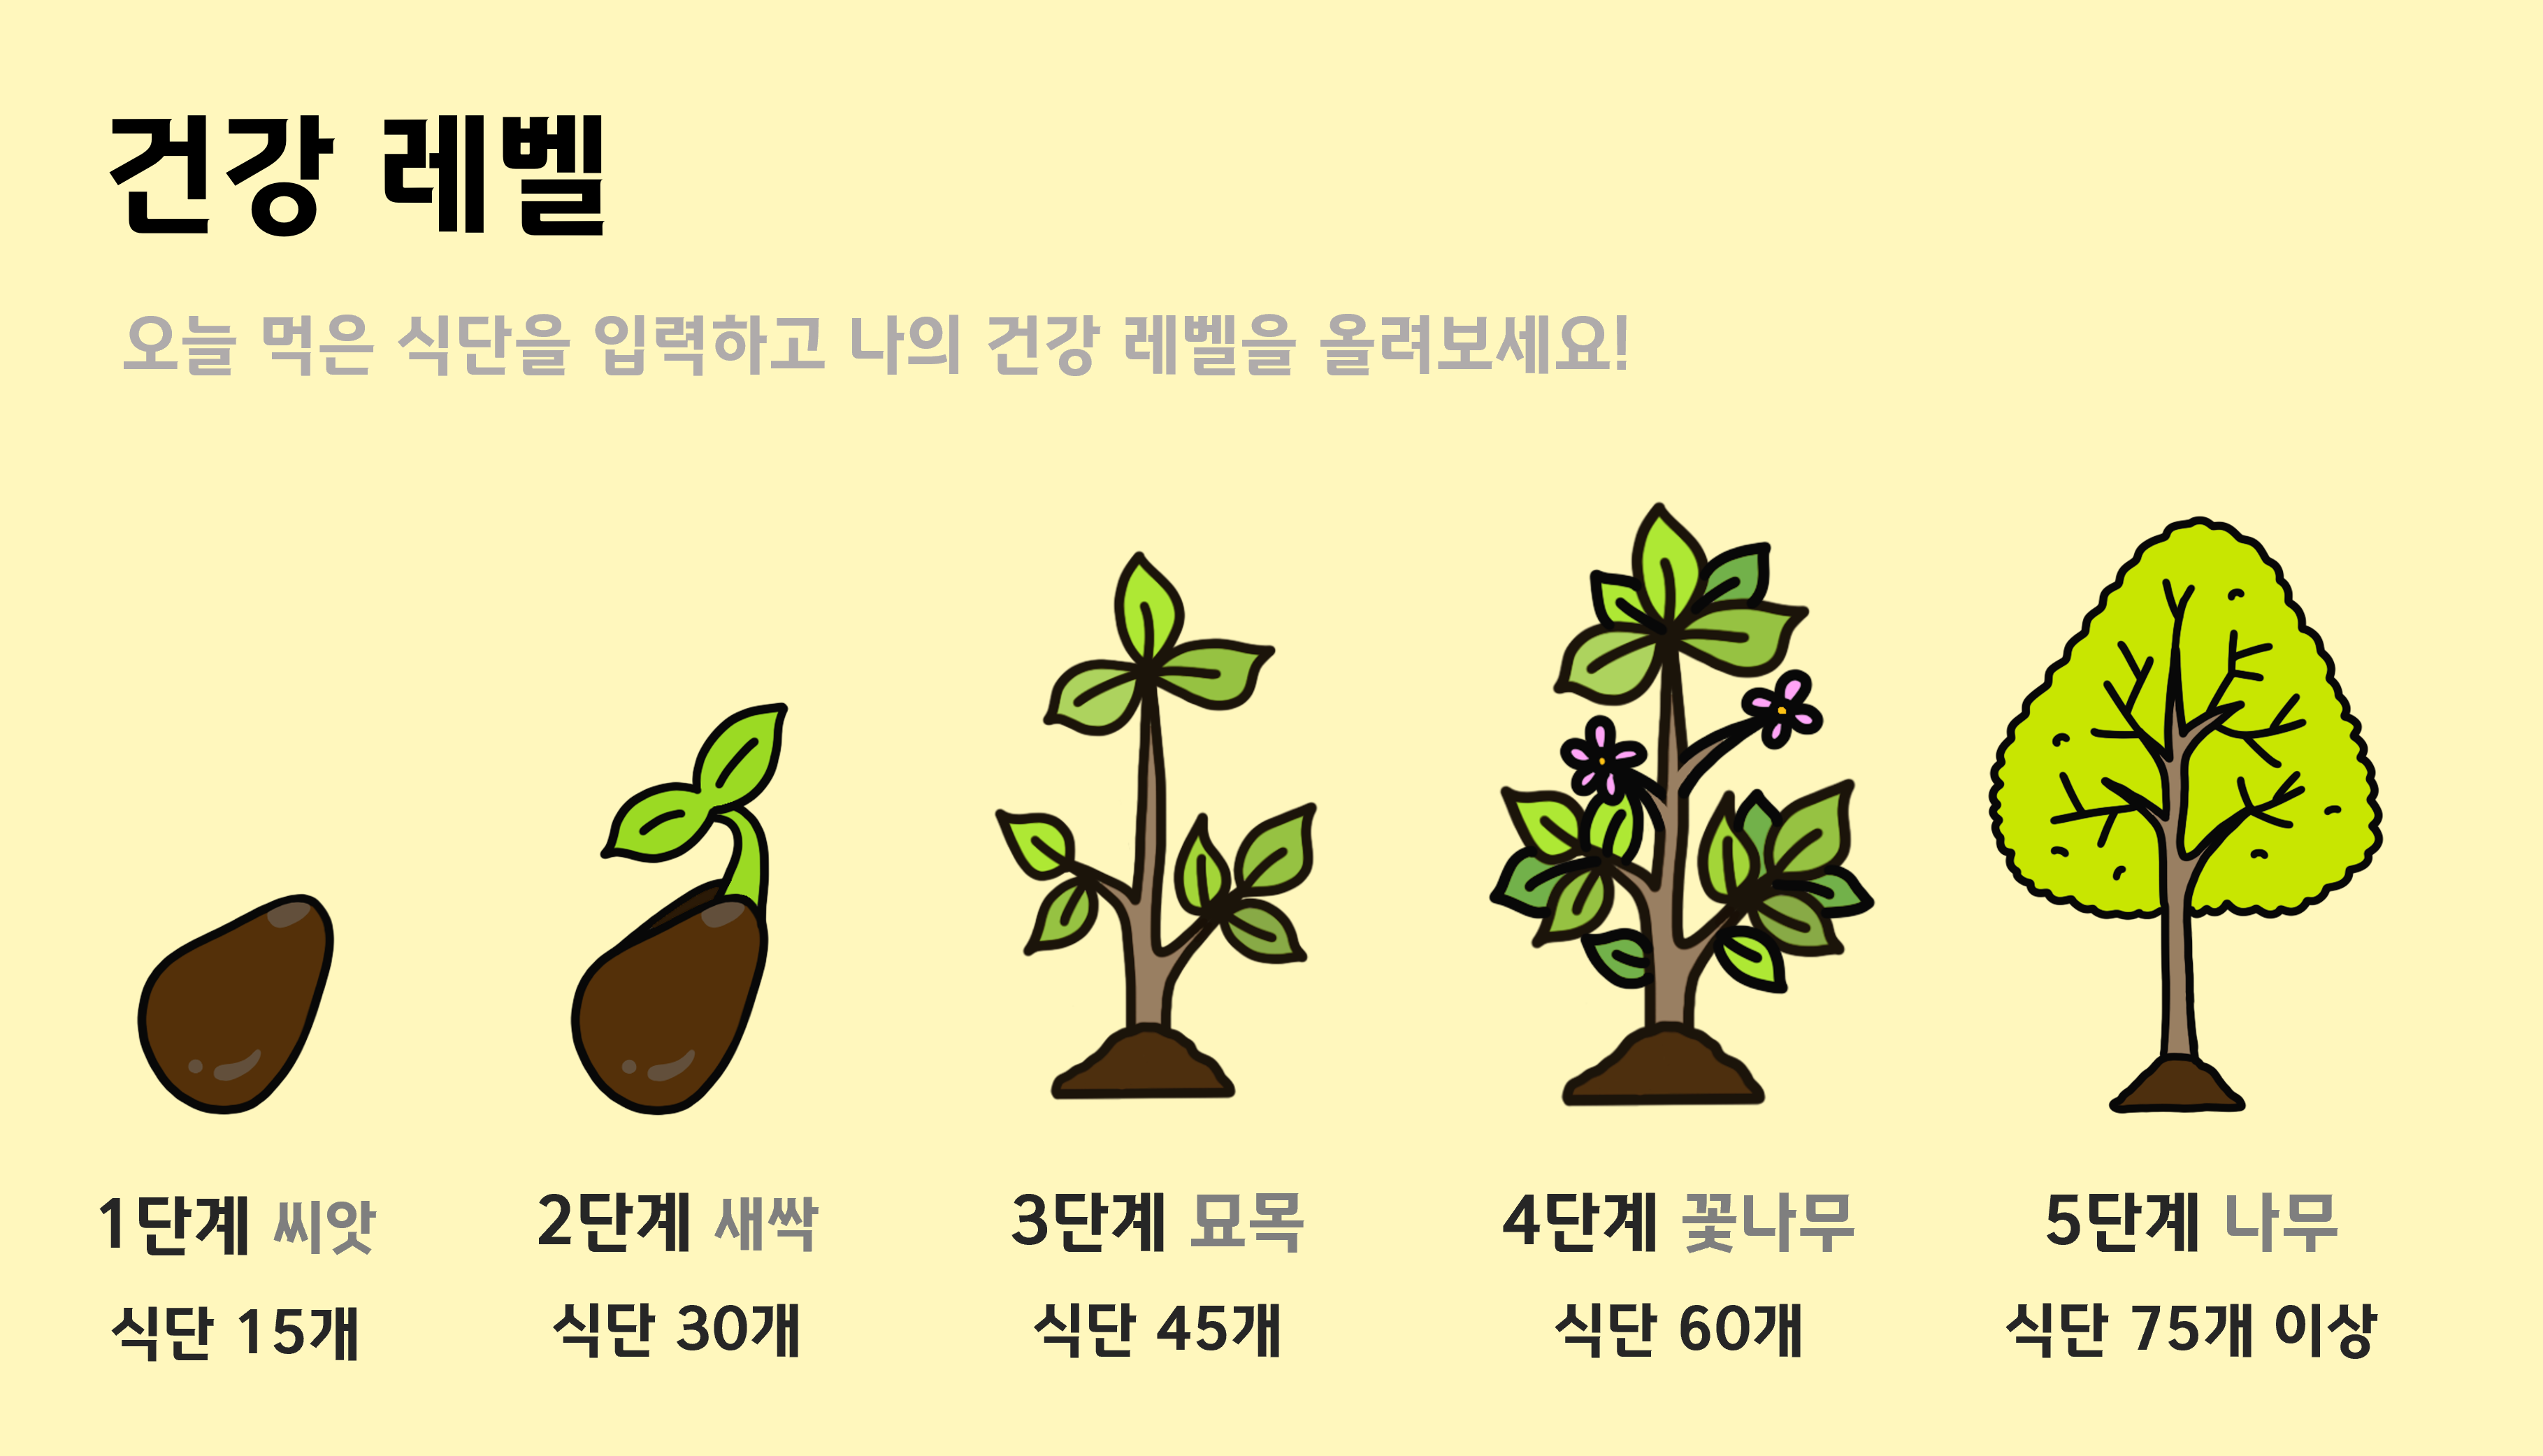 건강 레벨
오늘 먹은 식단을 입력하고 나의 건강 레벨을 올려보세요!
1단계 씨앗
식단 15개
2단계 새싹
식단 30개
3단계 묘목
식단 45개
4단계 꽃나무
식단 60개
5단계 나무
식단 75개 이상